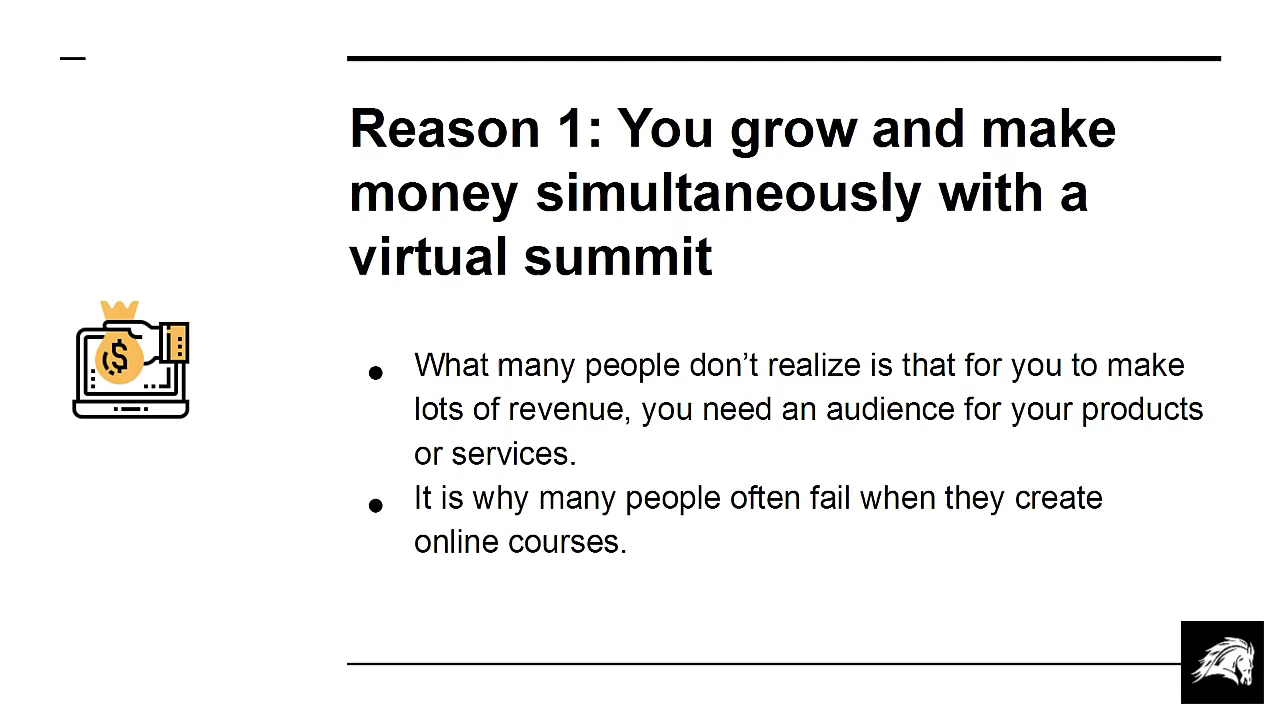 Reason 1: You grow and make
money simultaneously with a
virtual summit
● What many people don’t realize is that for you to make
lots of revenue, you need an audience for your products
or services.
● It is why many people often fail when they create
online courses.
$